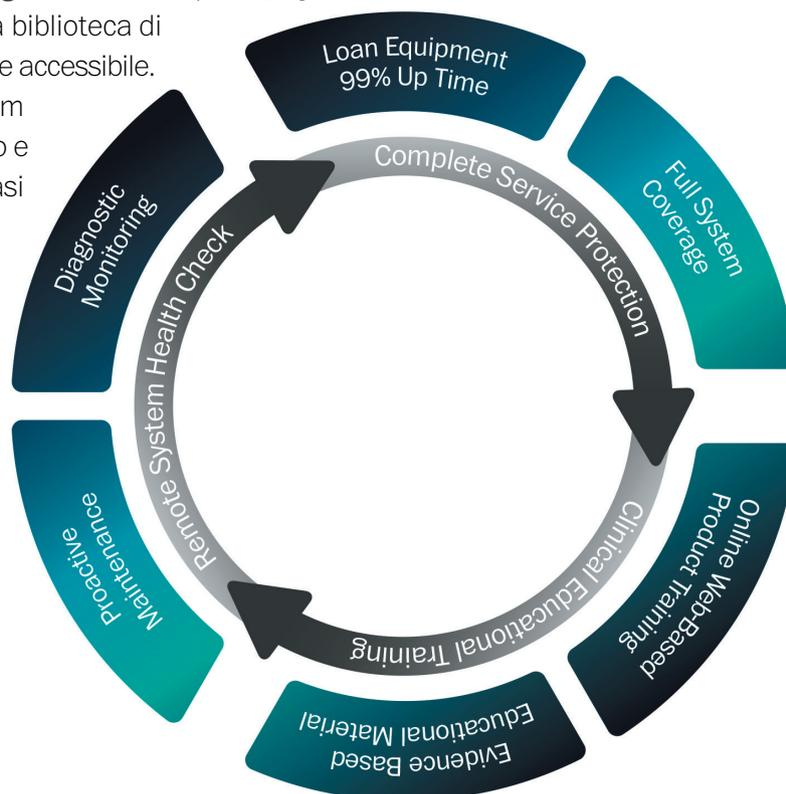 biblioteca di
e accessibile.
e
Loan Equipment
99% Up Time
Full System
Coverage
Online Web-Based
Product Training
Evidence Based
Educational Material
Proactive
Maintenance
Diagnostic
Monitoring
Complete Service Protection
Clinical Educational Training
Remote System Health Check